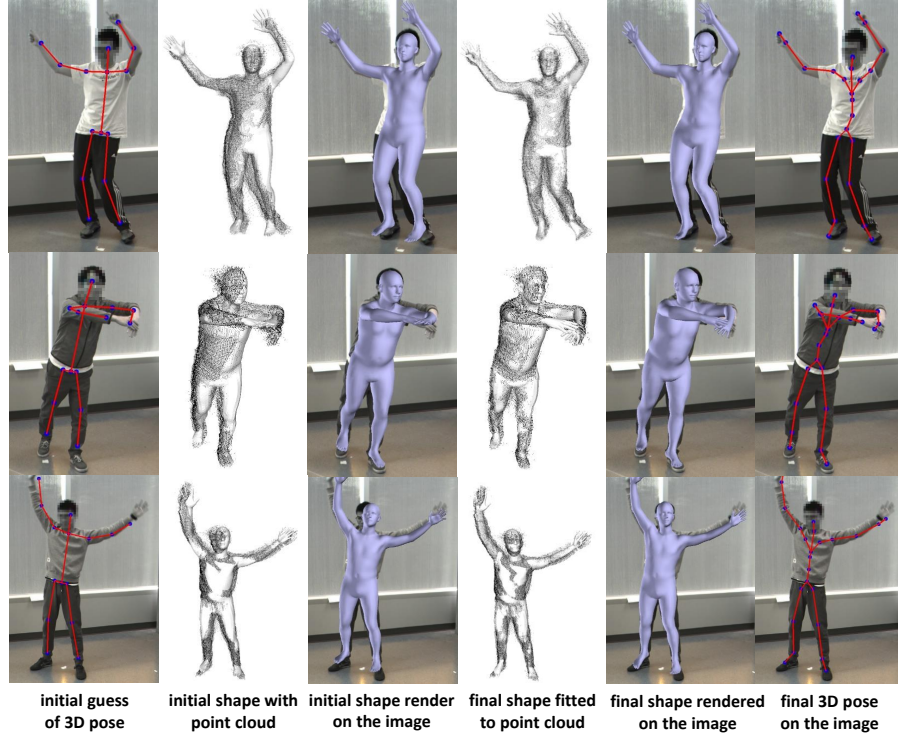 initial guess
of 3D pose
initial shape with
point cloud
initial shape render
on the image
final shape fitted
to point cloud
final shape rendered
on the image
final 3D pose
on the image